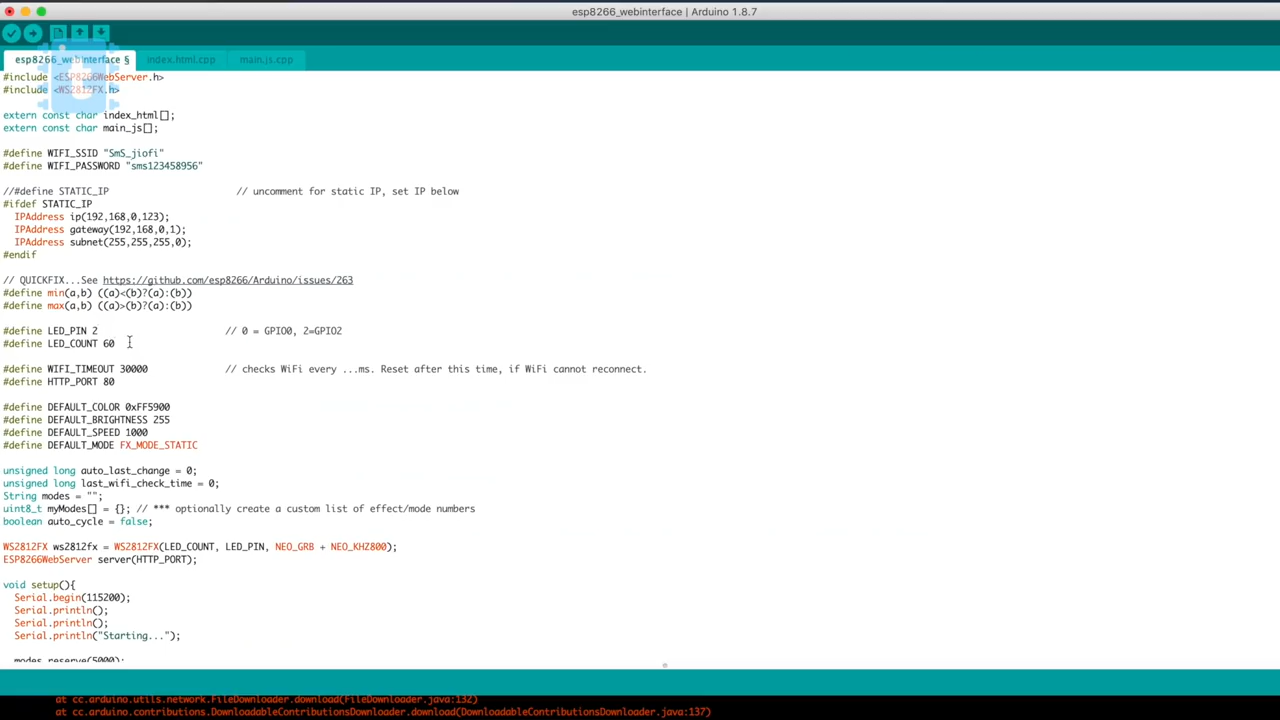 esp8266_webinterface | Arduino 1.8.7
esp8266_webinterface §
index.html.cpp
main.js.cpp
#include <ESP8266WebServer.h>
#include <WS2812FX.h>
extern const char index_html[];
extern const char main_js[];
#define WIFI_SSID "SmS_jiofi"
#define WIFI_PASSWORD "sms123458956"
//#define STATIC_IP // uncomment for static IP, set IP below
#ifdef STATIC_IP
IPAddress ip(192,168,0,123);
IPAddress gateway(192,168,0,1);
IPAddress subnet(255,255,255,0);
#endif
// QUICKFIX...See https://github.com/esp8266/Arduino/issues/263
#define min(a,b) ((a)<(b)?(a):(b))
#define max(a,b) ((a)>(b)?(a):(b))
#define LED_PIN 2 // 0 = GPIO0, 2=GPIO2
#define LED_COUNT 60
#define WIFI_TIMEOUT 30000 // checks WiFi every ...ms. Reset after this time, if WiFi cannot reconnect.
#define HTTP_PORT 80
#define DEFAULT_COLOR 0xFF5900
#define DEFAULT_BRIGHTNESS 255
#define DEFAULT_SPEED 1000
#define DEFAULT_MODE FX_MODE_STATIC
unsigned long auto_last_change = 0;
unsigned long last_wifi_check_time = 0;
String modes = "";
uint8_t myModes[] = {}; // *** optionally create a custom list of effect/mode numbers
boolean auto_cycle = false;
WS2812FX ws2812fx = WS2812FX(LED_COUNT, LED_PIN, NEO_GRB + NEO_KHZ800);
ESP8266WebServer server(HTTP_PORT);
void setup(){
Serial.begin(115200);
Serial.println();
Serial.println();
Serial.println("Starting...");
modes.reserve(5000);
at cc.arduino.utils.network.FileDownloader.download(FileDownloader.java:132)
at cc.arduino.contributions.DownloadableContributionsDownloader.download(DownloadableContributionsDownloader.java:137)